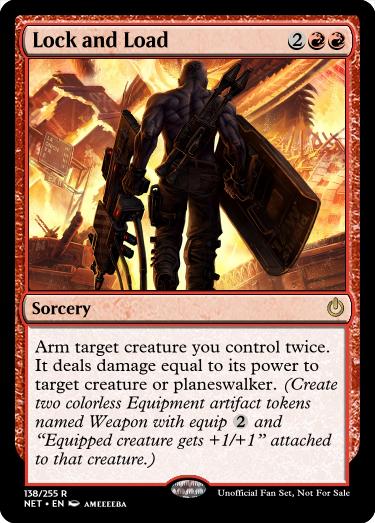 Lock and Load 2
Sorcery
Arm target creature you control twice.
It deals damage equal to its power to
target creature or planeswalker. (Create
two colorless Equipment artifact tokens
named Weapon with equip 2 and
“Equipped creature gets +1/+1” attached
to that creature.)
138/255 R
NET • EN AMEEEEBA
Unofficial Fan Set, Not For Sale